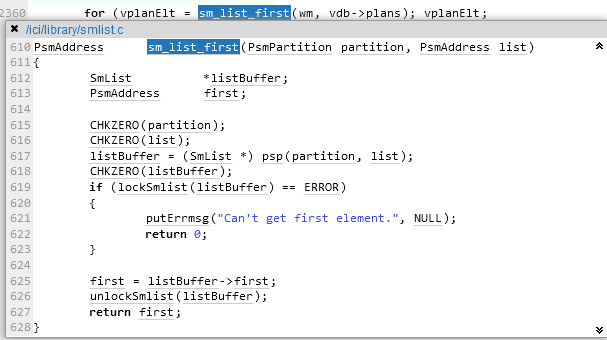 2360 for (vplanElt = sm_list_first(wm, vdb->plans); vplanElt;
✖ /ici/library/smlist.c
610 PsmAddress sm_list_first(PsmPartition partition, PsmAddress list)
611 {
612 SmList *listBuffer;
613 PsmAddress first;
614
615 CHKZERO(partition);
616 CHKZERO(list);
617 listBuffer = (SmList *) psp(partition, list);
618 CHKZERO(listBuffer);
619 if (lockSmlist(listBuffer) == ERROR)
620 {
621 putErrmsg("Can't get first element.", NULL);
622 return 0;
623 }
624
625 first = listBuffer->first;
626 unlockSmlist(listBuffer);
627 return first;
628 }